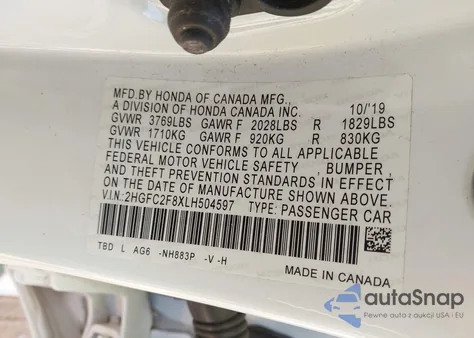 MFD.BY HONDA OF CANADA MFG.,
A DIVISION OF HONDA CANADA INC. 10/'19
GVWR 3769LBS GAWR F 2028LBS R 1829LBS
GVWR 1710KG GAWR F 920KG R 830KG
THIS VEHICLE CONFORMS TO ALL APPLICABLE
FEDERAL MOTOR VEHICLE SAFETY , BUMPER ,
AND THEFT PREVENTION STANDARDS IN EFFECT
ON THE DATE OF MANUFACTURE SHOWN ABOVE.
V.I.N.:2HGFC2F8XLH504597 TYPE: PASSENGER CAR
TBD L AG6 -NH883P -V -H
MADE IN CANADA
autoSnap
Pewne auta z aukcji USA i EU